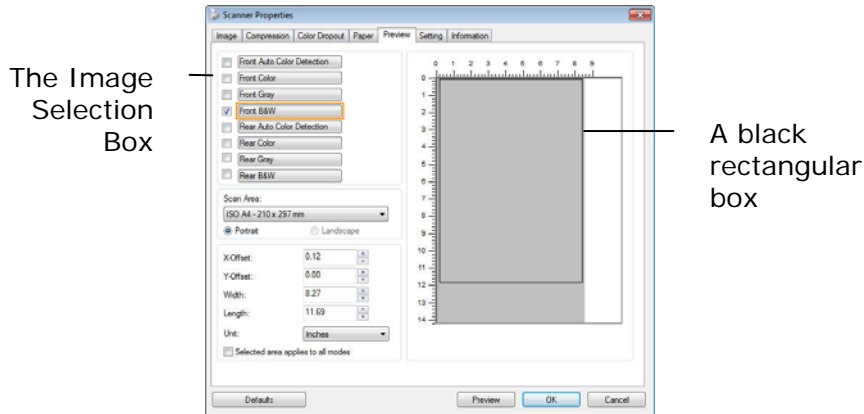 Scanner Properties
Image Compression Color Dropout Paper Preview Setting Information
The Image
Selection
Box
Front Auto Color Detection
Front Color
Front Gray
Front B&W
Rear Auto Color Detection
Rear Color
Rear Gray
Rear B&W
Scan Area:
ISO A4 - 210 x 297 mm
Portrait Landscape
X-Offset: 0.12
Y-Offset: 0.00
Width: 8.27
Length: 11.69
Unit: Inches
Selected area applies to all modes
0 1 2 3 4 5 6 7 8 9
0
1
2
3
4
5
6
7
8
9
10
11
12
13
14
A black
rectangular
box
Defaults Preview OK Cancel